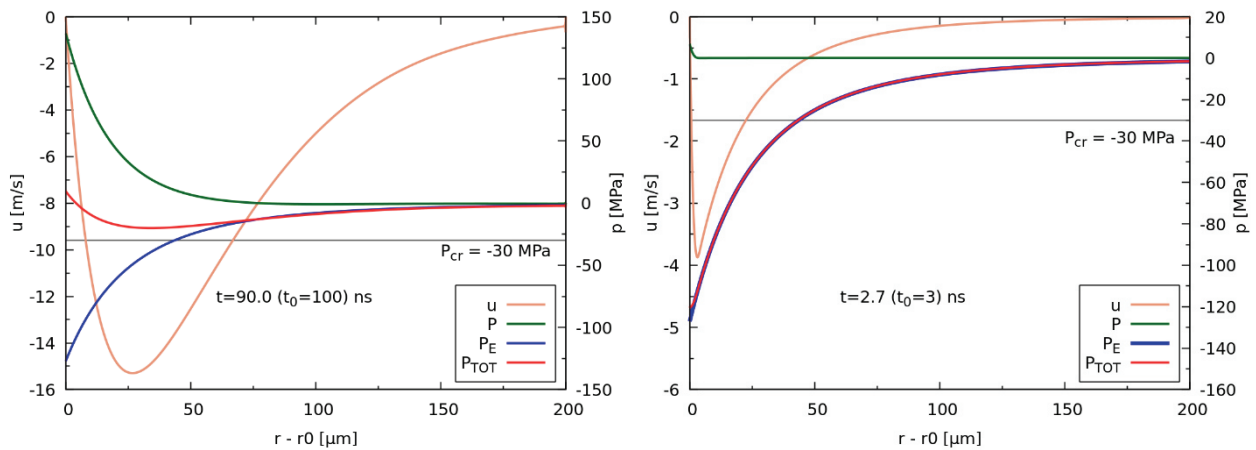 0
-2
-4
-6
-8
-10
-12
-14
-16
u [m/s]
0
50
100
150
200
r - r0 [μm]
150
100
50
0
-50
-100
-150
p [MPa]
P_cr = -30 MPa
t=90.0 (t_0=100) ns
u
P
P_E
P_TOT
0
-1
-2
-3
-4
-5
-6
u [m/s]
0
50
100
150
200
r - r0 [μm]
20
0
-20
-40
-60
-80
-100
-120
-140
-160
p [MPa]
P_cr = -30 MPa
t=2.7 (t_0=3) ns
u
P
P_E
P_TOT